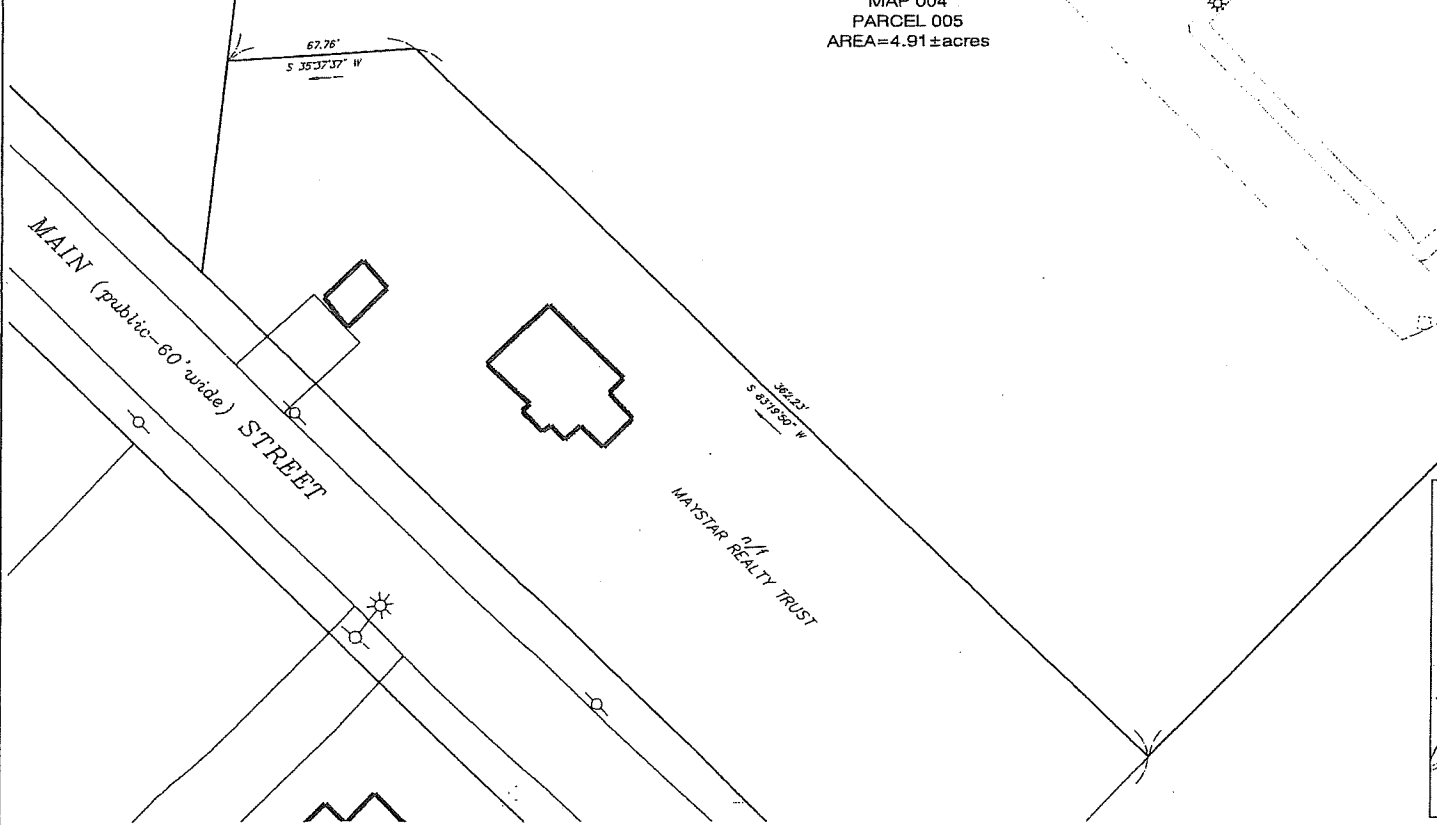 MAP 004
PARCEL 005
AREA=4.91±acres
67.76'
S 35°37'37" W
MAIN (public-60' wide) STREET
362.23'
S 83°19'50" W
n/f
MAYSTAR REALTY TRUST